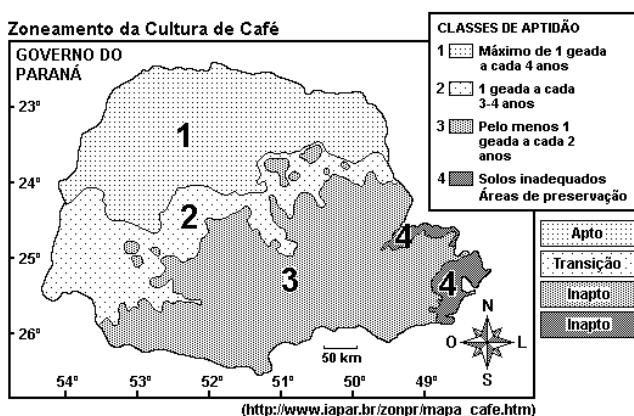 Zoneamento da Cultura de Café
GOVERNO DO
PARANÁ
CLASSES DE APTIDÃO
1 Máximo de 1 geada
a cada 4 anos
2 1 geada a cada
3-4 anos
3 Pelo menos 1
geada a cada 2
anos
4 Solos inadequados
Áreas de preservação
23°
24°
25°
26°
1
2
3
4
4
Apto
Transição
Inapto
Inapto
N
O L
S
50 km
54° 53° 52° 51° 50° 49°
(http://www.iapar.br/zonpr/mapa_cafe.htm)